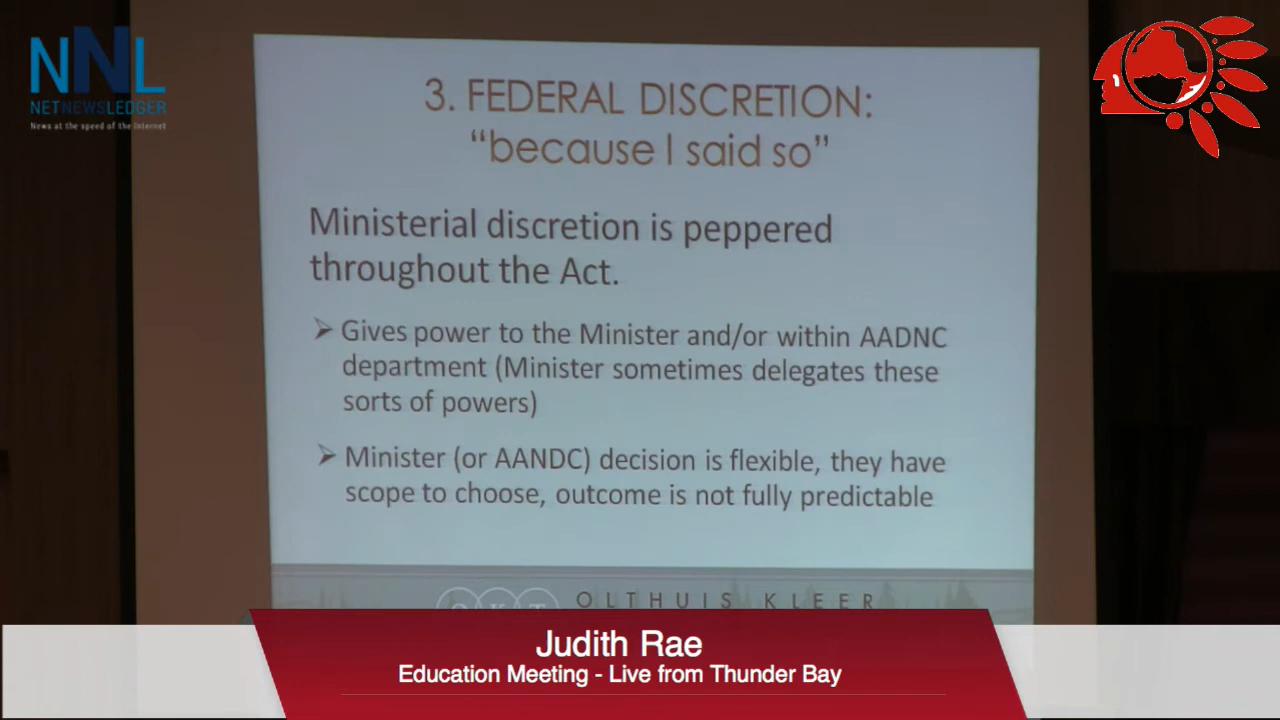 NNL
NETNEWSLEDGER
News at the speed of the Internet
3. FEDERAL DISCRETION:
“because I said so”
Ministerial discretion is peppered
throughout the Act.
➢ Gives power to the Minister and/or within AADNC
department (Minister sometimes delegates these
sorts of powers)
➢ Minister (or AANDC) decision is flexible, they have
scope to choose, outcome is not fully predictable
OKT OLTHUIS KLEER
Judith Rae
Education Meeting - Live from Thunder Bay